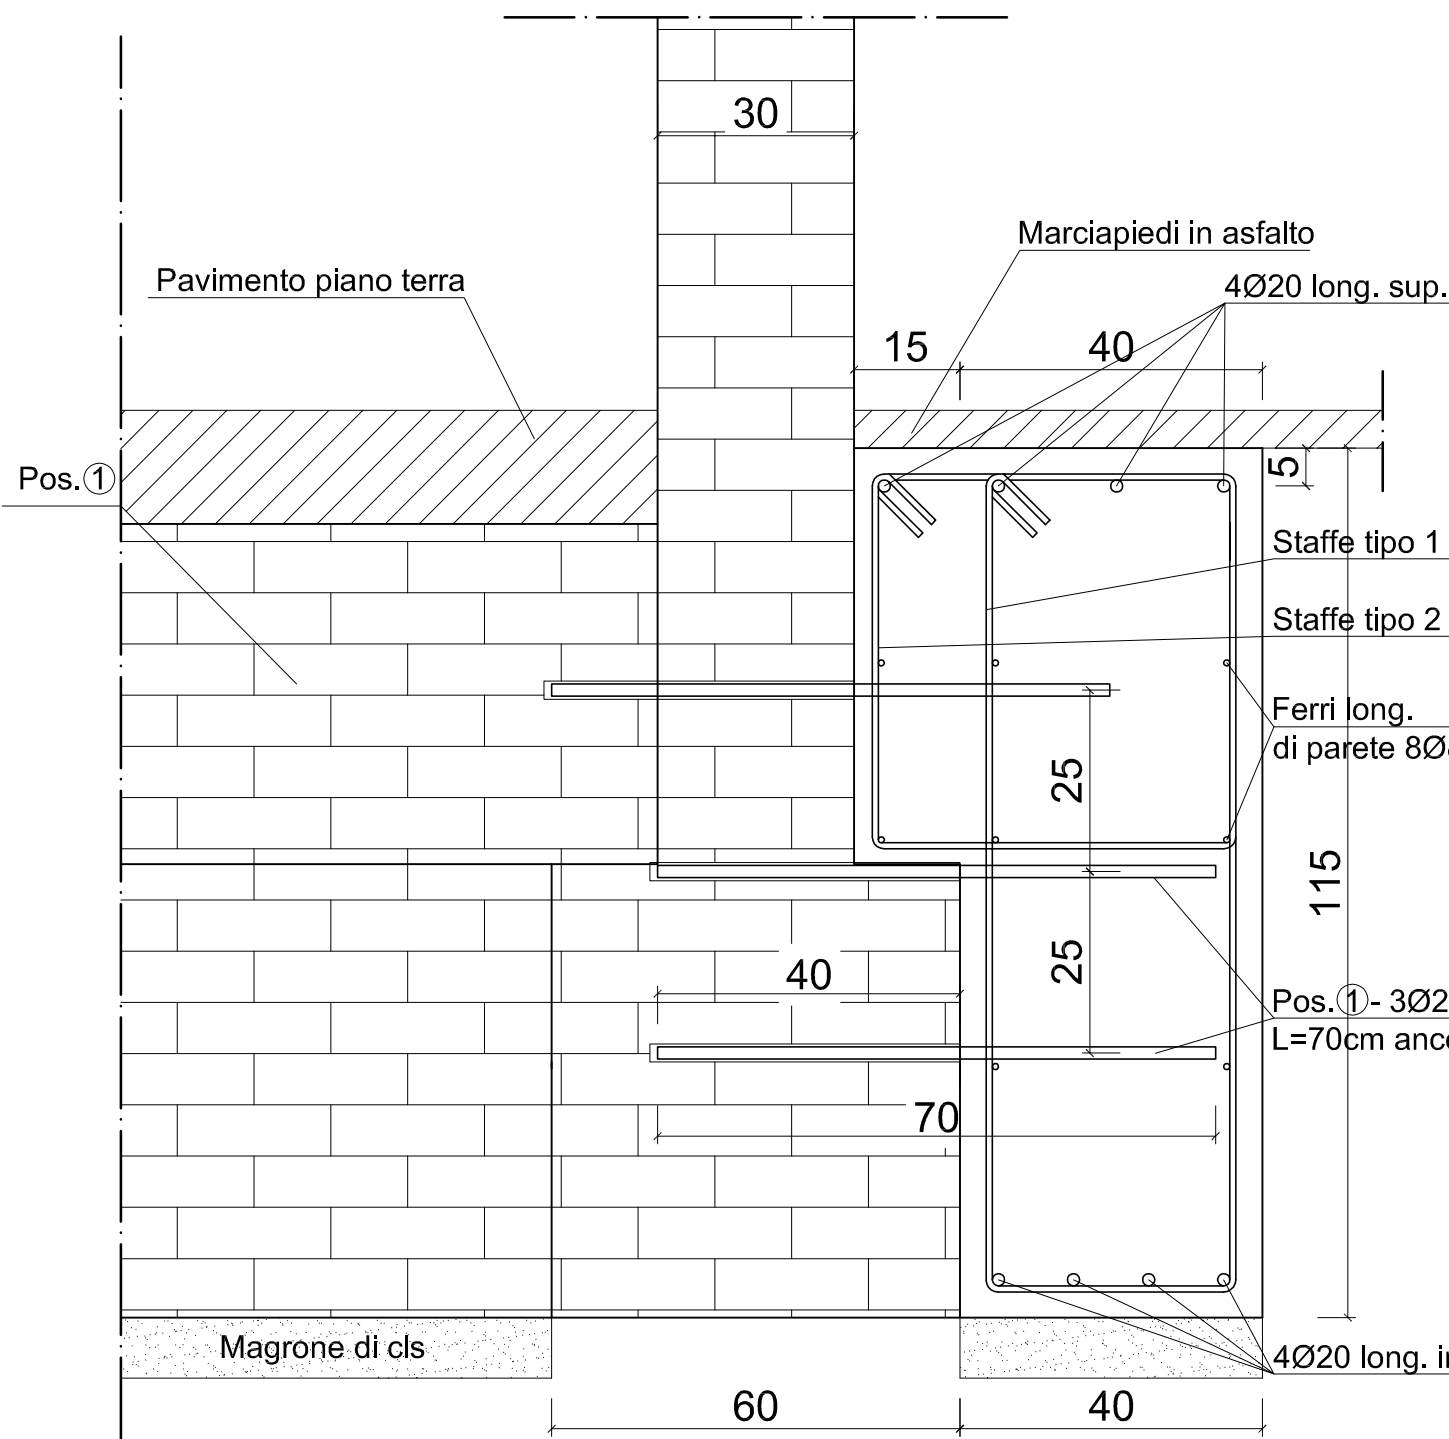 30
Marciapiedi in asfalto
Pavimento piano terra
4Ø20 long. sup.
15
40
Pos.①
5
Staffe tipo 1
Staffe tipo 2
Ferri long.
di parete
25
115
25
40
Pos.①-
L=70cm
70
Magrone di cls
4Ø20 long.
60
40